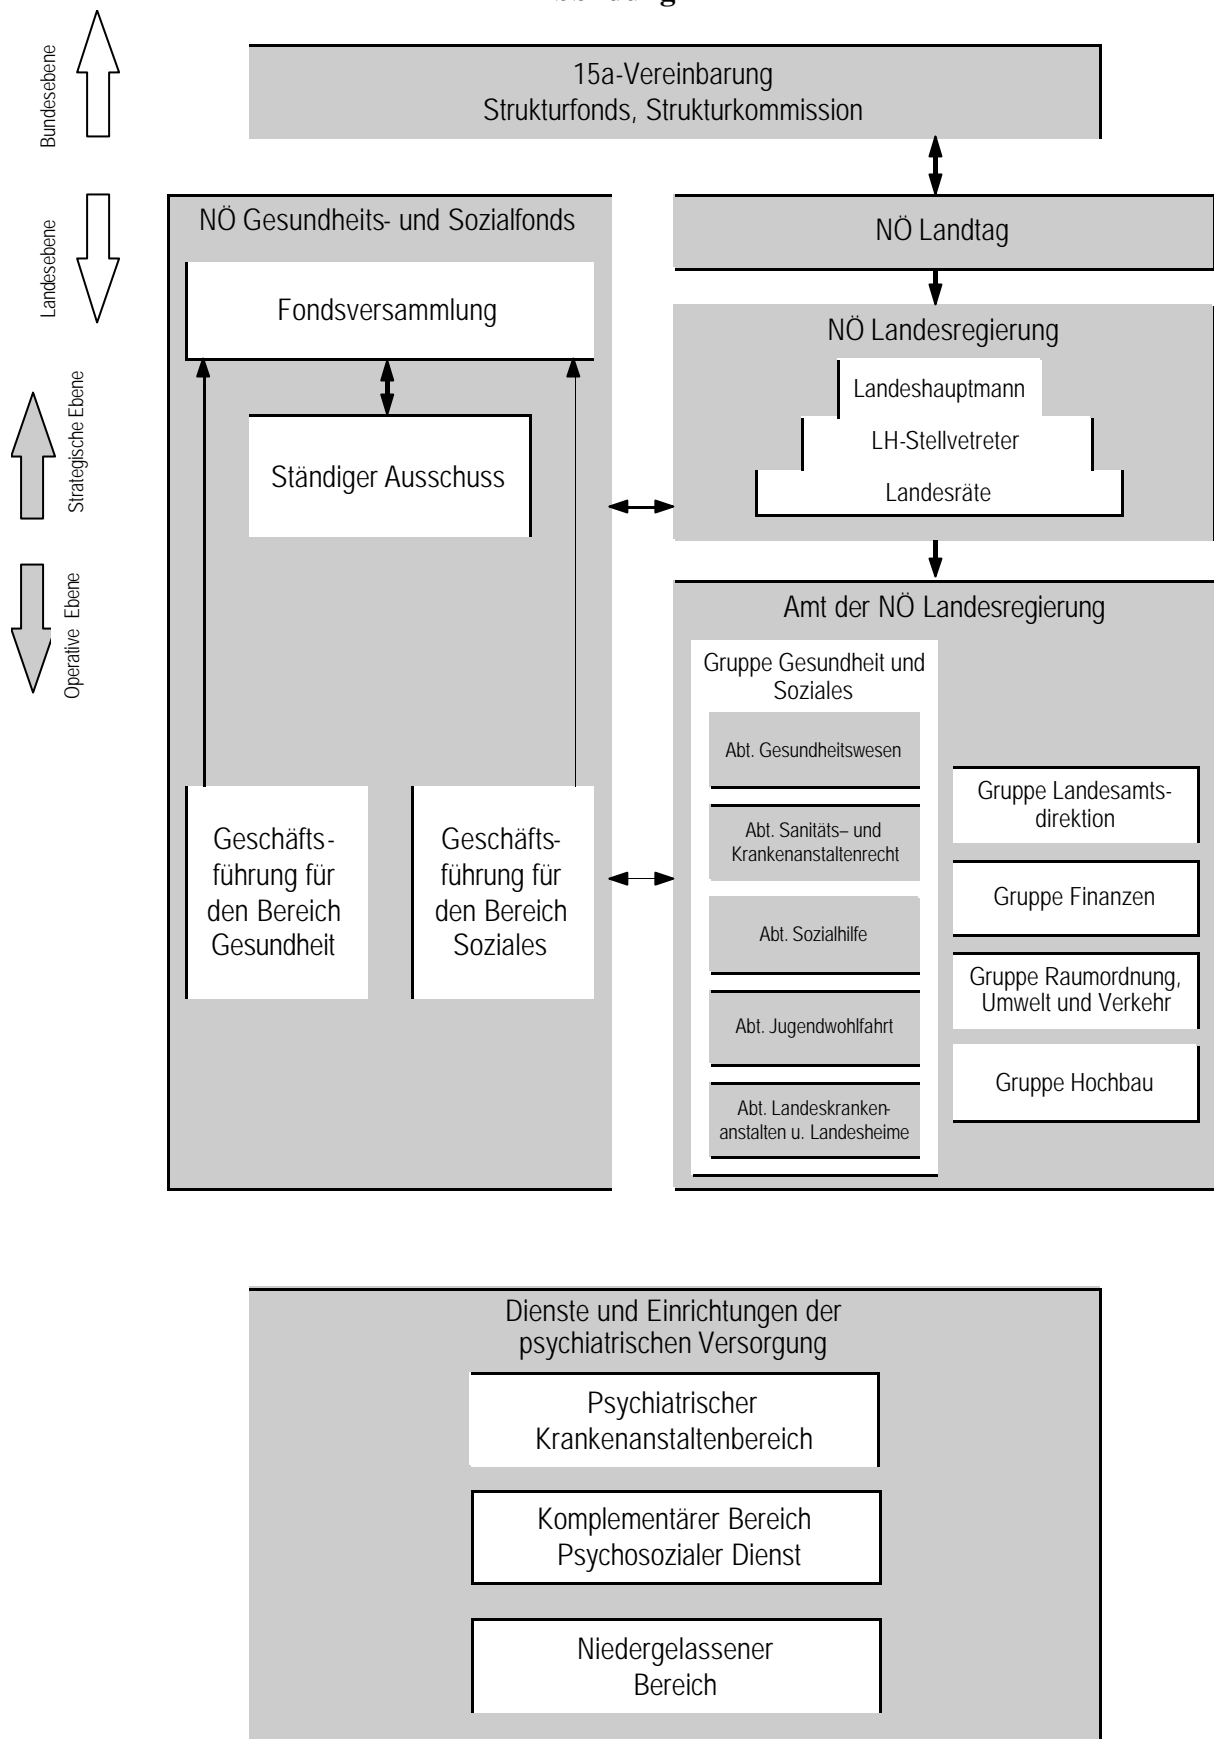 Bundesebene
15a-Vereinbarung
Strukturfonds, Strukturkommission
Landesebene
NÖ Gesundheits- und Sozialfonds
Fondsversammlung
Strategische Ebene
Ständiger Ausschuss
Operative Ebene
Geschäfts-
führung für
den Bereich
Gesundheit
Geschäfts-
führung für
den Bereich
Soziales
NÖ Landtag
NÖ Landesregierung
Landeshauptmann
LH-Stellvetreter
Landesräte
Amt der NÖ Landesregierung
Gruppe Gesundheit und
Soziales
Abt. Gesundheitswesen
Abt. Sanitäts– und
Krankenanstaltenrecht
Abt. Sozialhilfe
Abt. Jugendwohlfahrt
Abt. Landeskranken-
anstalten u. Landesheime
Gruppe Landesamts-
direktion
Gruppe Finanzen
Gruppe Raumordnung,
Umwelt und Verkehr
Gruppe Hochbau
Dienste und Einrichtungen der
psychiatrischen Versorgung
Psychiatrischer
Krankenanstaltenbereich
Komplementärer Bereich
Psychosozialer Dienst
Niedergelassener
Bereich